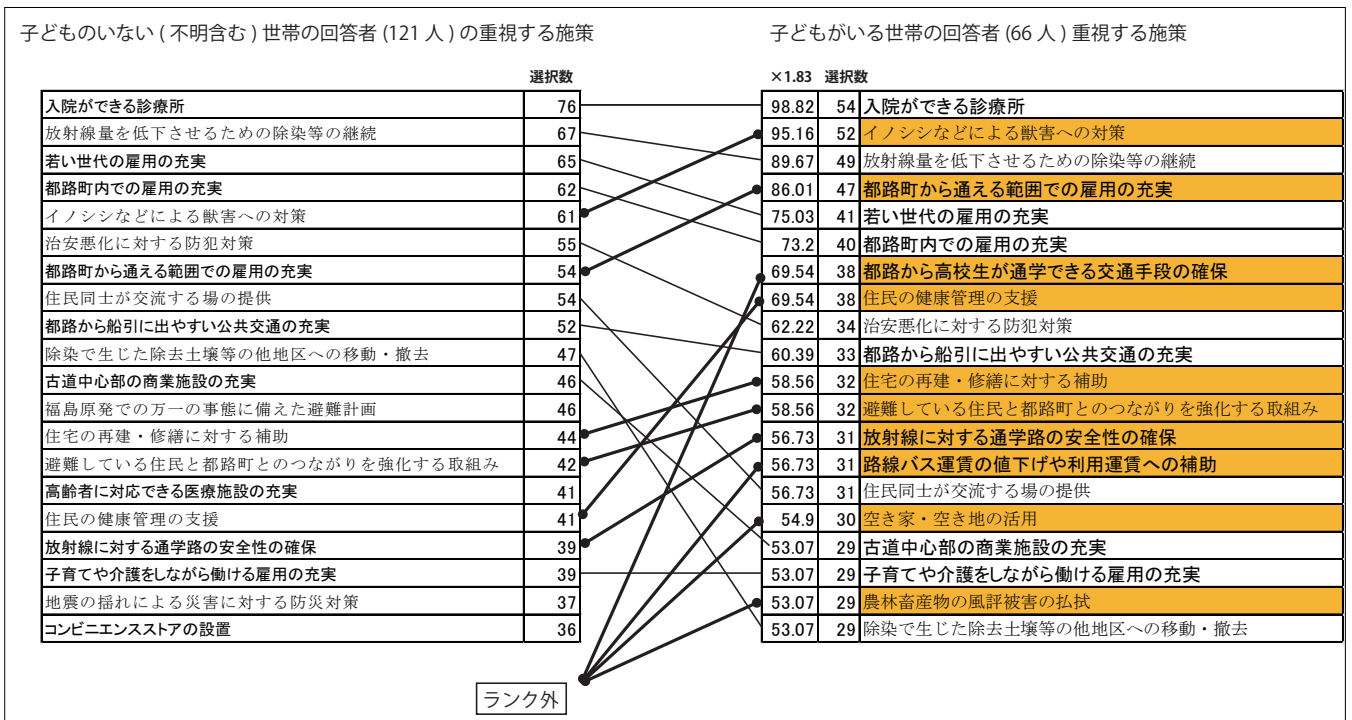 子どものいない ( 不明含む ) 世帯の回答者 (121 人 ) の重視する施策
選択数
入院ができる診療所 76
放射線量を低下させるための除染等の継続 67
若い世代の雇用の充実 65
都路町内での雇用の充実 62
イノシシなどによる獣害への対策 61
治安悪化に対する防犯対策 55
都路町から通える範囲での雇用の充実 54
住民同士が交流する場の提供 54
都路から船引に出やすい公共交通の充実 52
除染で生じた除去土壌等の他地区への移動・撤去 47
古道中心部の商業施設の充実 46
福島原発での万一の事態に備えた避難計画 46
住宅の再建・修繕に対する補助 44
避難している住民と都路町とのつながりを強化する取組み 42
高齢者に対応できる医療施設の充実 41
住民の健康管理の支援 41
放射線に対する通学路の安全性の確保 39
子育てや介護をしながら働ける雇用の充実 39
地震の揺れによる災害に対する防災対策 37
コンビニエンスストアの設置 36
ランク外
子どもがいる世帯の回答者 (66 人 ) 重視する施策
×1.83 選択数
98.82 54 入院ができる診療所
95.16 52 イノシシなどによる獣害への対策
89.67 49 放射線量を低下させるための除染等の継続
86.01 47 都路町から通える範囲での雇用の充実
75.03 41 若い世代の雇用の充実
73.2 40 都路町内での雇用の充実
69.54 38 都路から高校生が通学できる交通手段の確保
69.54 38 住民の健康管理の支援
62.22 34 治安悪化に対する防犯対策
60.39 33 都路から船引に出やすい公共交通の充実
58.56 32 住宅の再建・修繕に対する補助
58.56 32 避難している住民と都路町とのつながりを強化する取組み
56.73 31 放射線に対する通学路の安全性の確保
56.73 31 路線バス運賃の値下げや利用運賃への補助
56.73 31 住民同士が交流する場の提供
54.9 30 空き家・空き地の活用
53.07 29 古道中心部の商業施設の充実
53.07 29 子育てや介護をしながら働ける雇用の充実
53.07 29 農林畜産物の風評被害の払拭
53.07 29 除染で生じた除去土壌等の他地区への移動・撤去